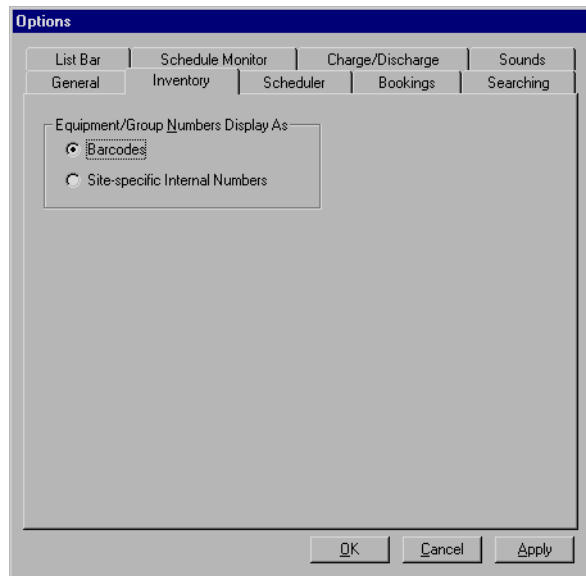 Options
List Bar Schedule Monitor Charge/Discharge Sounds
General Inventory Scheduler Bookings Searching
Equipment/Group Numbers Display As
Barcodes
Site-specific Internal Numbers
OK Cancel Apply